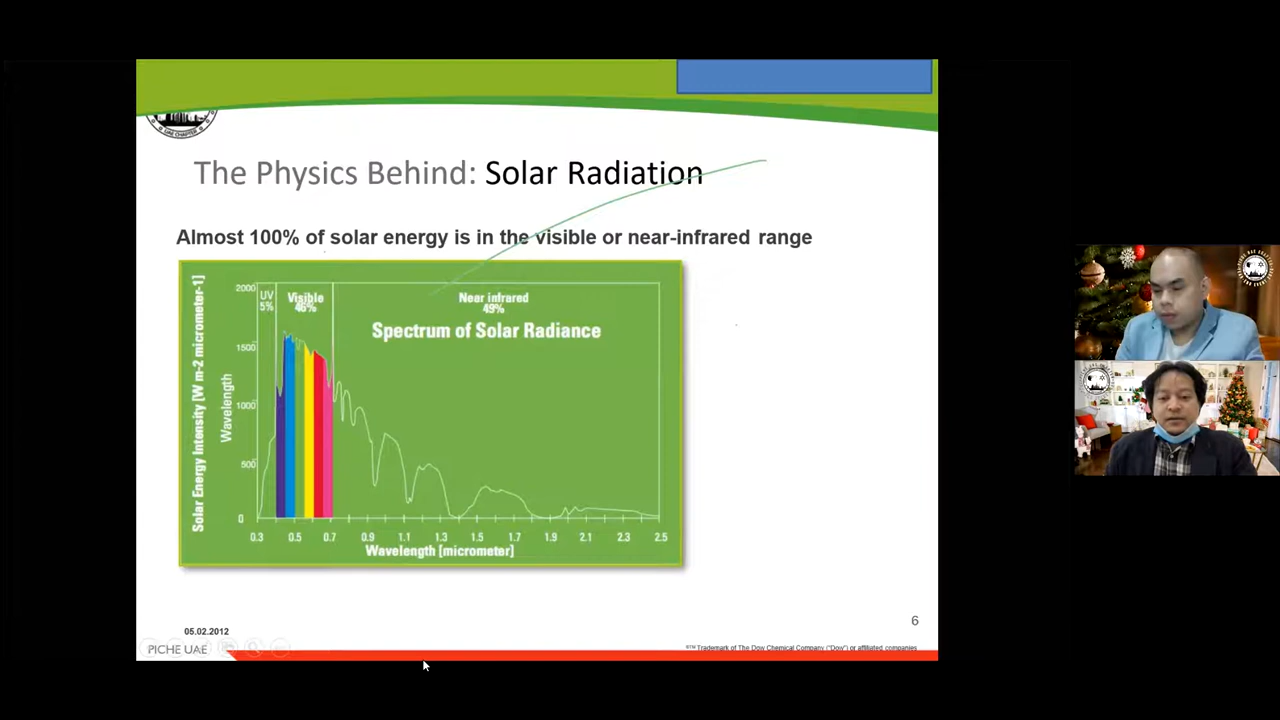 UAE CHAPTER
The Physics Behind: Solar Radiation
Almost 100% of solar energy is in the visible or near-infrared range
Solar Energy Intensity [W m-2 micrometer-1]
Wavelength
2000
1500
1000
500
0
UV
5%
Visible
46%
Near infrared
49%
Spectrum of Solar Radiance
0.3 0.5 0.7 0.9 1.1 1.3 1.5 1.7 1.9 2.1 2.3 2.5
Wavelength [micrometer]
6
05.02.2012
PICHE UAE
®™ Trademark of The Dow Chemical Company ("Dow") or affiliated companies